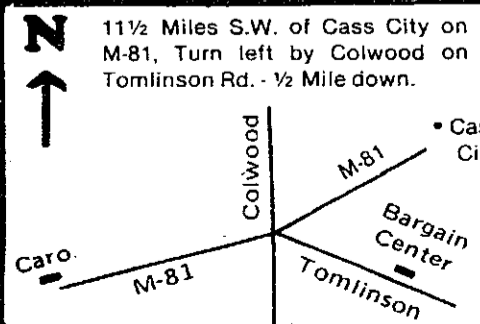 N
11½ Miles S.W. of Cass City on
M-81, Turn left by Colwood on
Tomlinson Rd. - ½ Mile down.
Colwood
M-81
Bargain
Center
Caro
M-81
Tomlinson